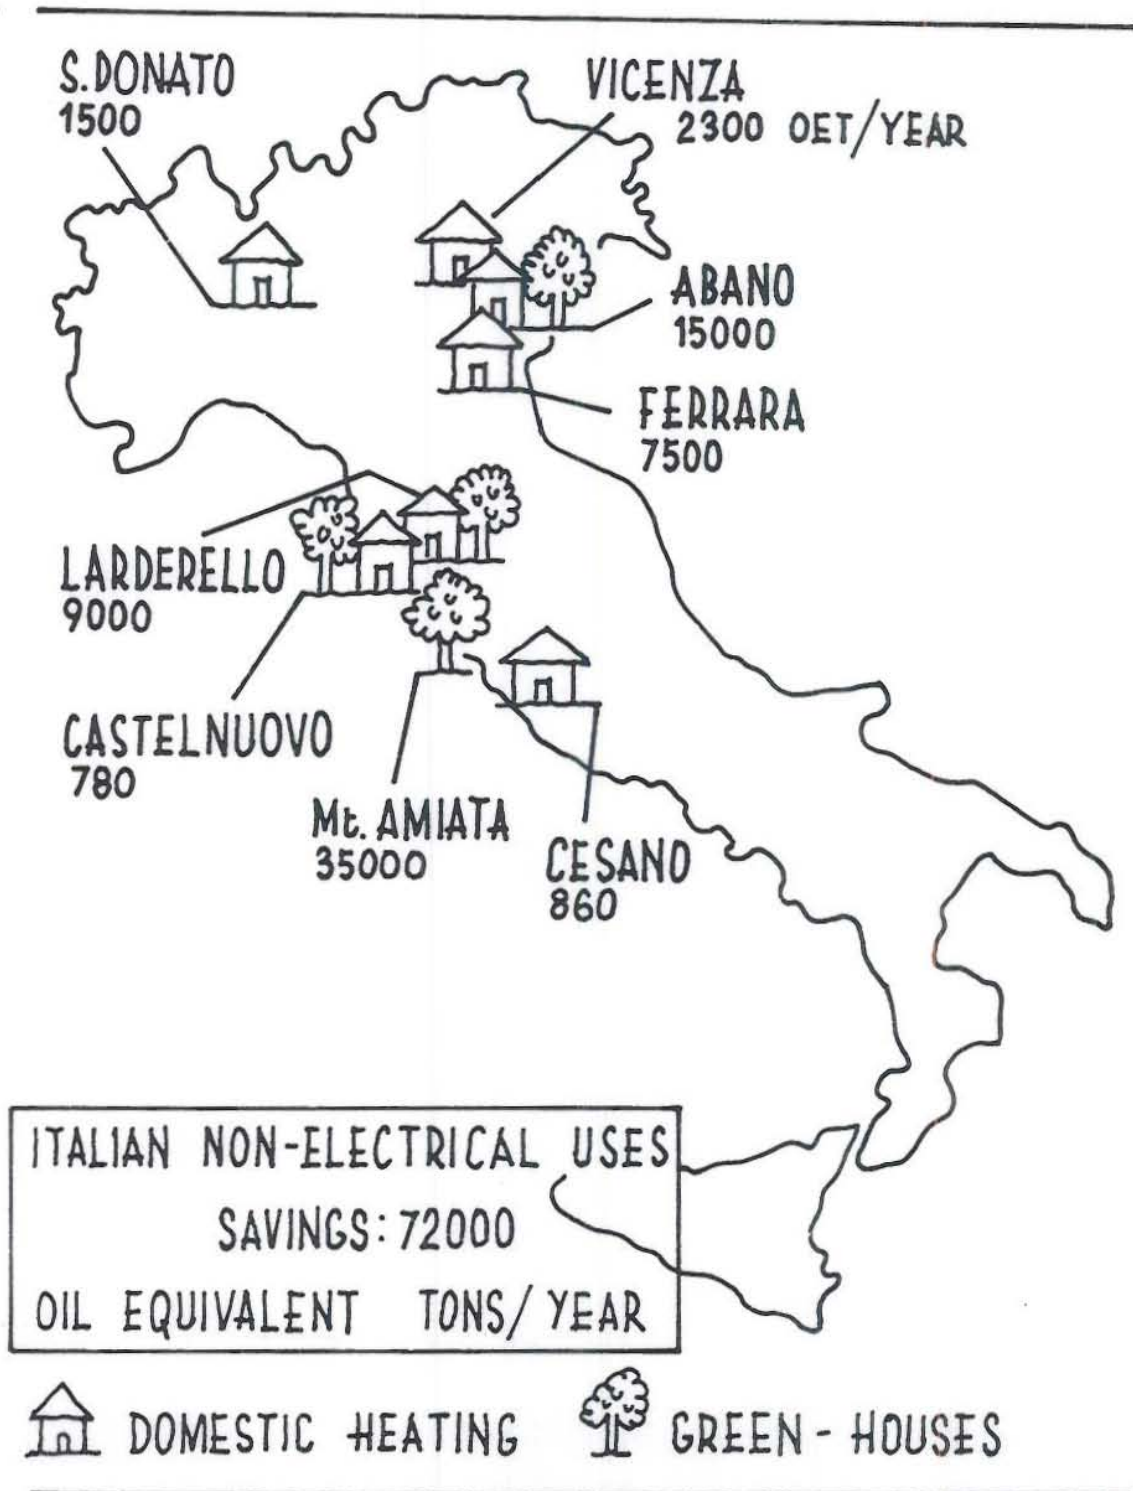 S. DONATO
1500
VICENZA
2300 OET/YEAR
ABANO
15000
FERRARA
7500
LARDERELLO
9000
CASTELNUOVO
780
Mt. AMIATA
35000
CESANO
860
ITALIAN NON-ELECTRICAL USES
SAVINGS: 72000
OIL EQUIVALENT TONS/YEAR
DOMESTIC HEATING
GREEN-HOUSES